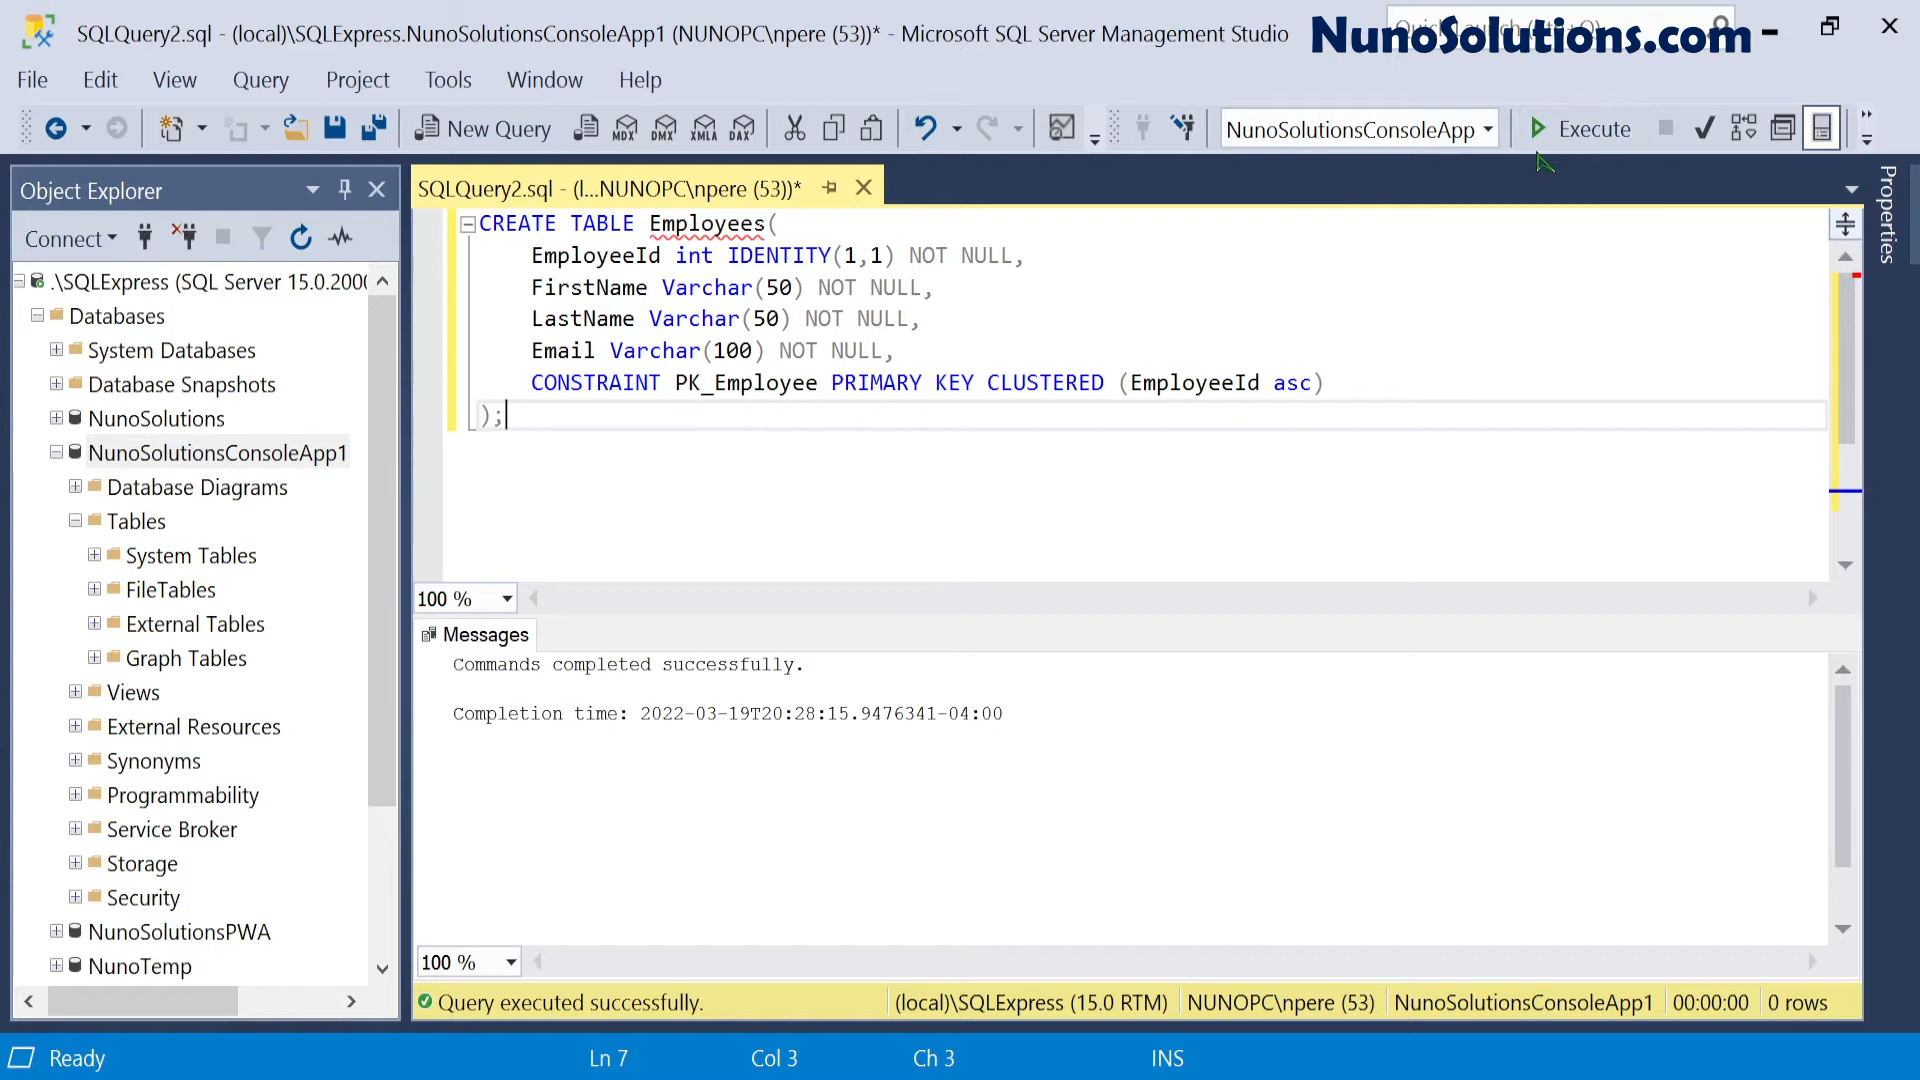 SQLQuery2.sql - (local)\SQLExpress.NunoSolutionsConsoleApp1 (NUNOPC\npere (53))* - Microsoft SQL Server Management Studio
NunoSolutions.com
File Edit View Query Project Tools Window Help
New Query MDX DMX XMLA DAX NunoSolutionsConsoleApp Execute
Object Explorer
SQLQuery2.sql - (l...NUNOPC\npere (53))*
Properties
Connect
.\SQLExpress (SQL Server 15.0.2000
Databases
System Databases
Database Snapshots
NunoSolutions
NunoSolutionsConsoleApp1
Database Diagrams
Tables
System Tables
FileTables
External Tables
Graph Tables
Views
External Resources
Synonyms
Programmability
Service Broker
Storage
Security
NunoSolutionsPWA
NunoTemp
CREATE TABLE Employees(
EmployeeId int IDENTITY(1,1) NOT NULL,
FirstName Varchar(50) NOT NULL,
LastName Varchar(50) NOT NULL,
Email Varchar(100) NOT NULL,
CONSTRAINT PK_Employee PRIMARY KEY CLUSTERED (EmployeeId asc)
);
100 %
Messages
Commands completed successfully.
Completion time: 2022-03-19T20:28:15.9476341-04:00
100 %
Query executed successfully. (local)\SQLExpress (15.0 RTM) NUNOPC\npere (53) NunoSolutionsConsoleApp1 00:00:00 0 rows
Ready Ln 7 Col 3 Ch 3 INS